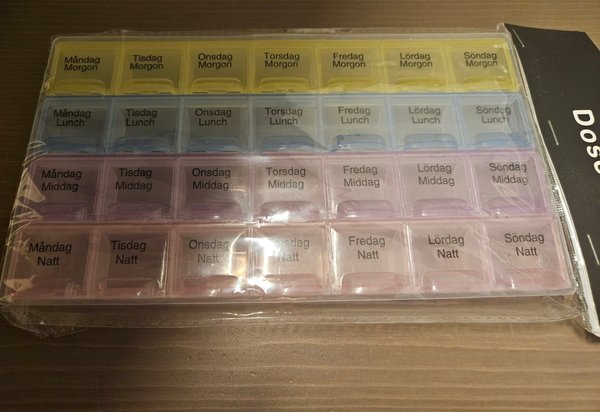 Måndag Morgon
Tisdag Morgon
Onsdag Morgon
Torsdag Morgon
Fredag Morgon
Lördag Morgon
Söndag Morgon
Måndag Lunch
Tisdag Lunch
Onsdag Lunch
Torsdag Lunch
Fredag Lunch
Lördag Lunch
Söndag Lunch
Måndag Middag
Tisdag Middag
Onsdag Middag
Torsdag Middag
Fredag Middag
Lördag Middag
Söndag Middag
Måndag Natt
Tisdag Natt
Onsdag Natt
Torsdag Natt
Fredag Natt
Lördag Natt
Söndag Natt